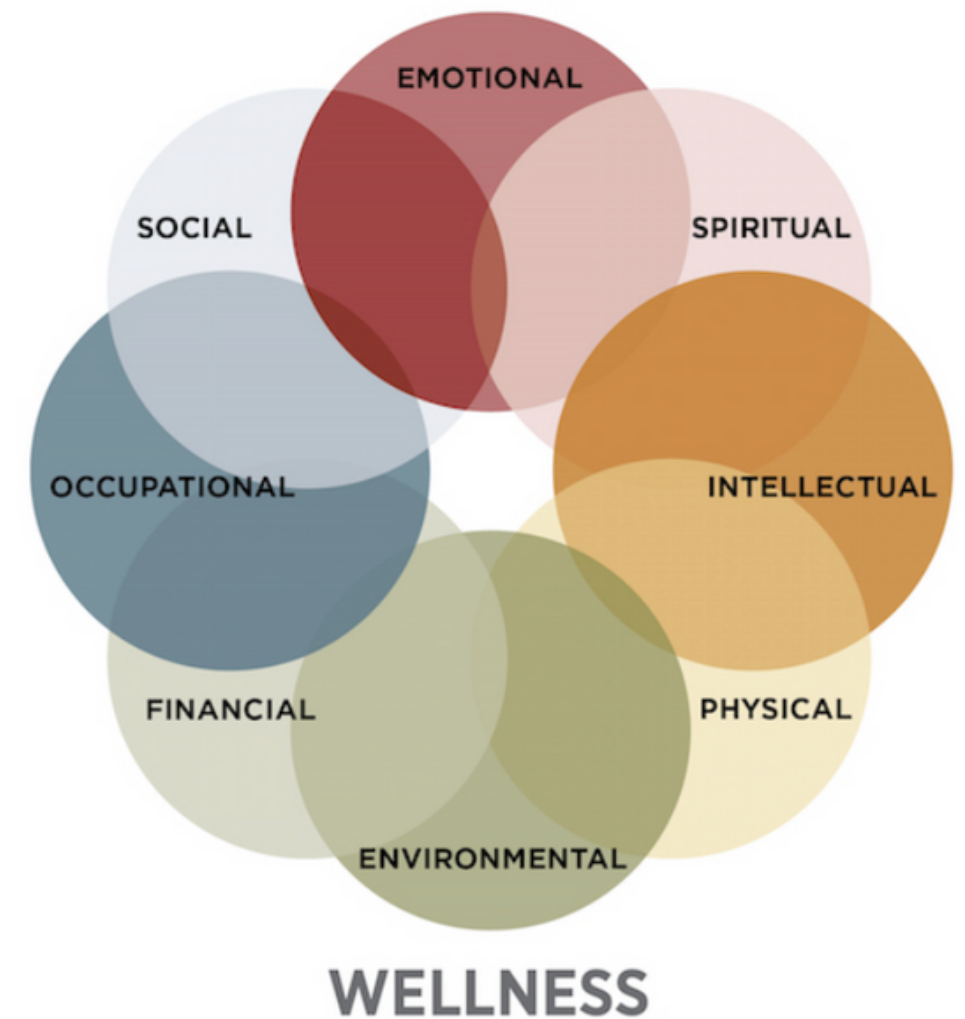 EMOTIONAL
SOCIAL
SPIRITUAL
OCCUPATIONAL
INTELLECTUAL
FINANCIAL
PHYSICAL
ENVIRONMENTAL
WELLNESS